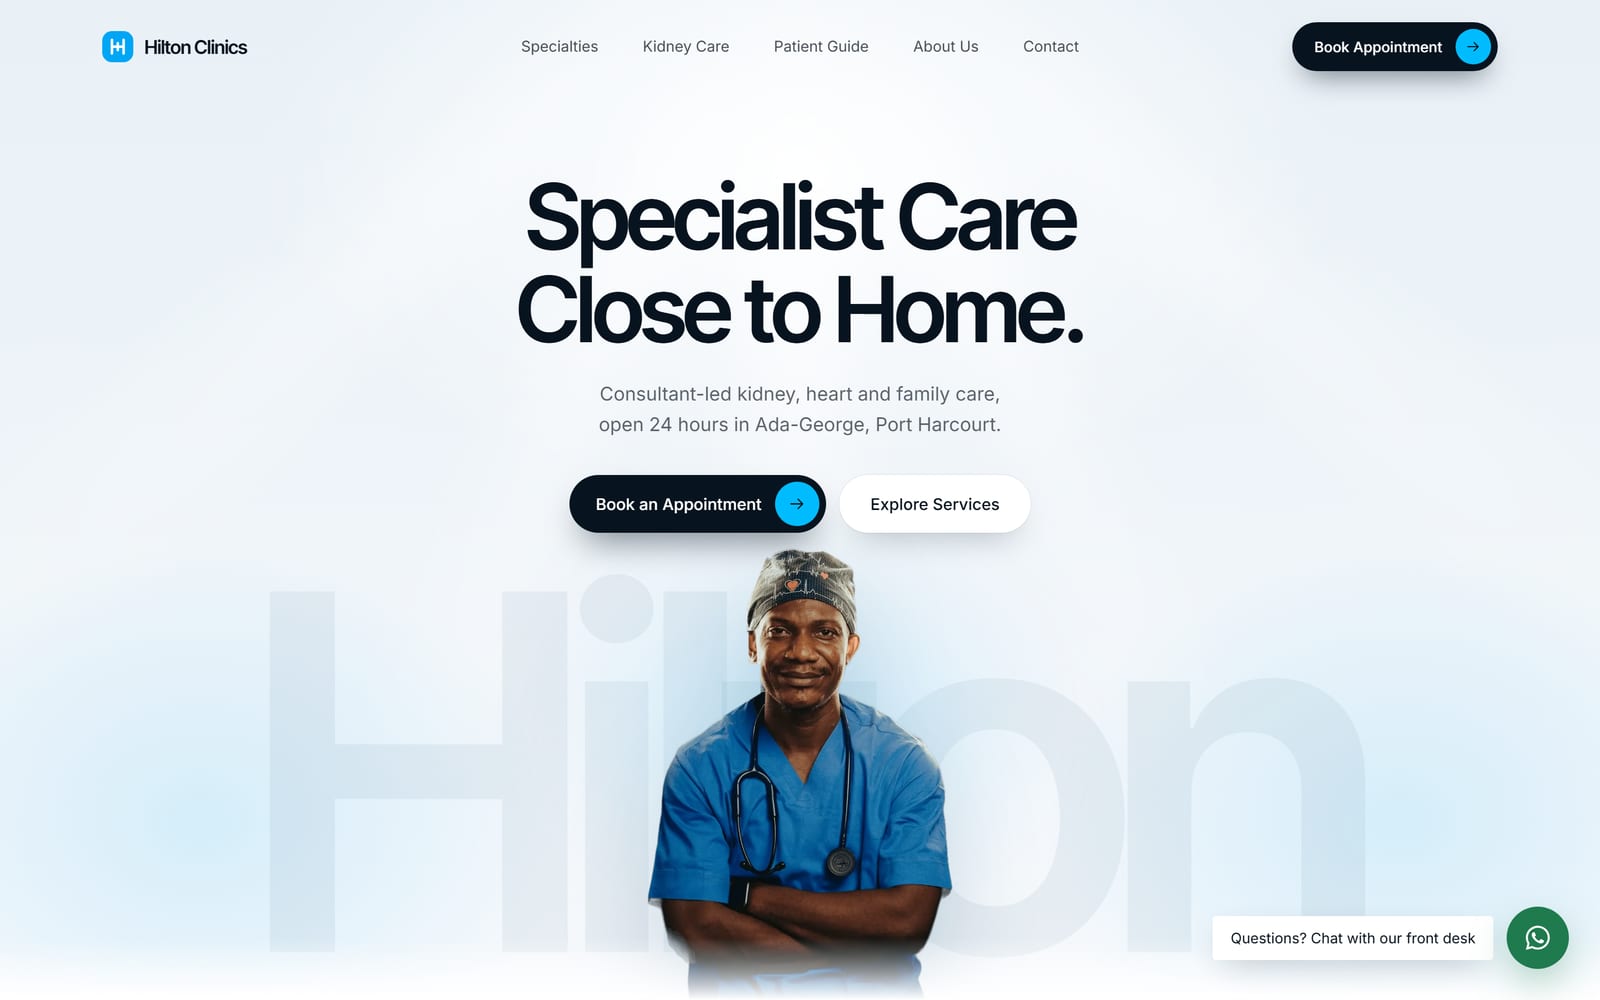 Hilton Clinics
Specialties
Kidney Care
Patient Guide
About Us
Contact
Book Appointment
Specialist Care
Close to Home.
Consultant-led kidney, heart and family care,
open 24 hours in Ada-George, Port Harcourt.
Book an Appointment
Explore Services
Hilton
Questions? Chat with our front desk